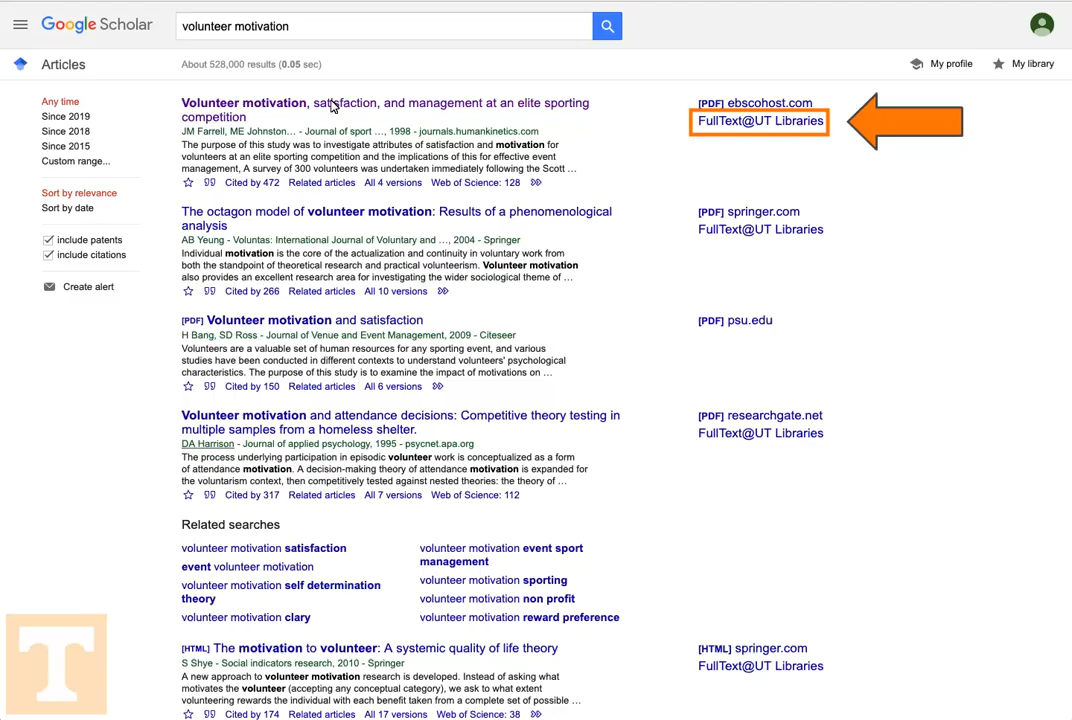 Google Scholar
volunteer motivation
Articles
About 528,000 results (0.05 sec)
My profile
My library
Any time
Since 2019
Since 2018
Since 2015
Custom range...
Sort by relevance
Sort by date
include patents
include citations
Create alert
Volunteer motivation, satisfaction, and management at an elite sporting
competition
JM Farrell, ME Johnston... - Journal of sport ..., 1998 - journals.humankinetics.com
The purpose of this study was to investigate attributes of satisfaction and motivation for
volunteers at an elite sporting competition and the implications of this for effective event
management, A survey of 300 volunteers was undertaken immediately following the Scott ...
Cited by 472 Related articles All 4 versions Web of Science: 128
[PDF] ebscohost.com
FullText@UT Libraries
The octagon model of volunteer motivation: Results of a phenomenological
analysis
AB Yeung - Voluntas: International Journal of Voluntary and ..., 2004 - Springer
Individual motivation is the core of the actualization and continuity in voluntary work from
both the standpoint of theoretical research and practical volunteerism. Volunteer motivation
also provides an excellent research area for investigating the wider sociological theme of ...
Cited by 266 Related articles All 10 versions
[PDF] springer.com
FullText@UT Libraries
[PDF] Volunteer motivation and satisfaction
H Bang, SD Ross - Journal of Venue and Event Management, 2009 - Citeseer
Volunteers are a valuable set of human resources for any sporting event, and various
studies have been conducted in different contexts to understand volunteers' psychological
characteristics. The purpose of this study is to examine the impact of motivations on ...
Cited by 150 Related articles All 6 versions
[PDF] psu.edu
Volunteer motivation and attendance decisions: Competitive theory testing in
multiple samples from a homeless shelter.
DA Harrison - Journal of applied psychology, 1995 - psycnet.apa.org
The process underlying participation in episodic volunteer work is conceptualized as a form
of attendance motivation. A decision-making theory of attendance motivation is expanded for
the voluntarism context, then competitively tested against nested theories: the theory of ...
Cited by 317 Related articles All 7 versions Web of Science: 112
[PDF] researchgate.net
FullText@UT Libraries
Related searches
volunteer motivation satisfaction
event volunteer motivation
volunteer motivation self determination
theory
volunteer motivation clary
volunteer motivation event sport
management
volunteer motivation sporting
volunteer motivation non profit
volunteer motivation reward preference
[HTML] The motivation to volunteer: A systemic quality of life theory
S Shye - Social indicators research, 2010 - Springer
A new approach to volunteer motivation research is developed. Instead of asking what
motivates the volunteer (accepting any conceptual category), we ask to what extent
volunteering rewards the individual with each benefit taken from a complete set of possible ...
Cited by 174 Related articles All 17 versions Web of Science: 38
[HTML] springer.com
FullText@UT Libraries
T